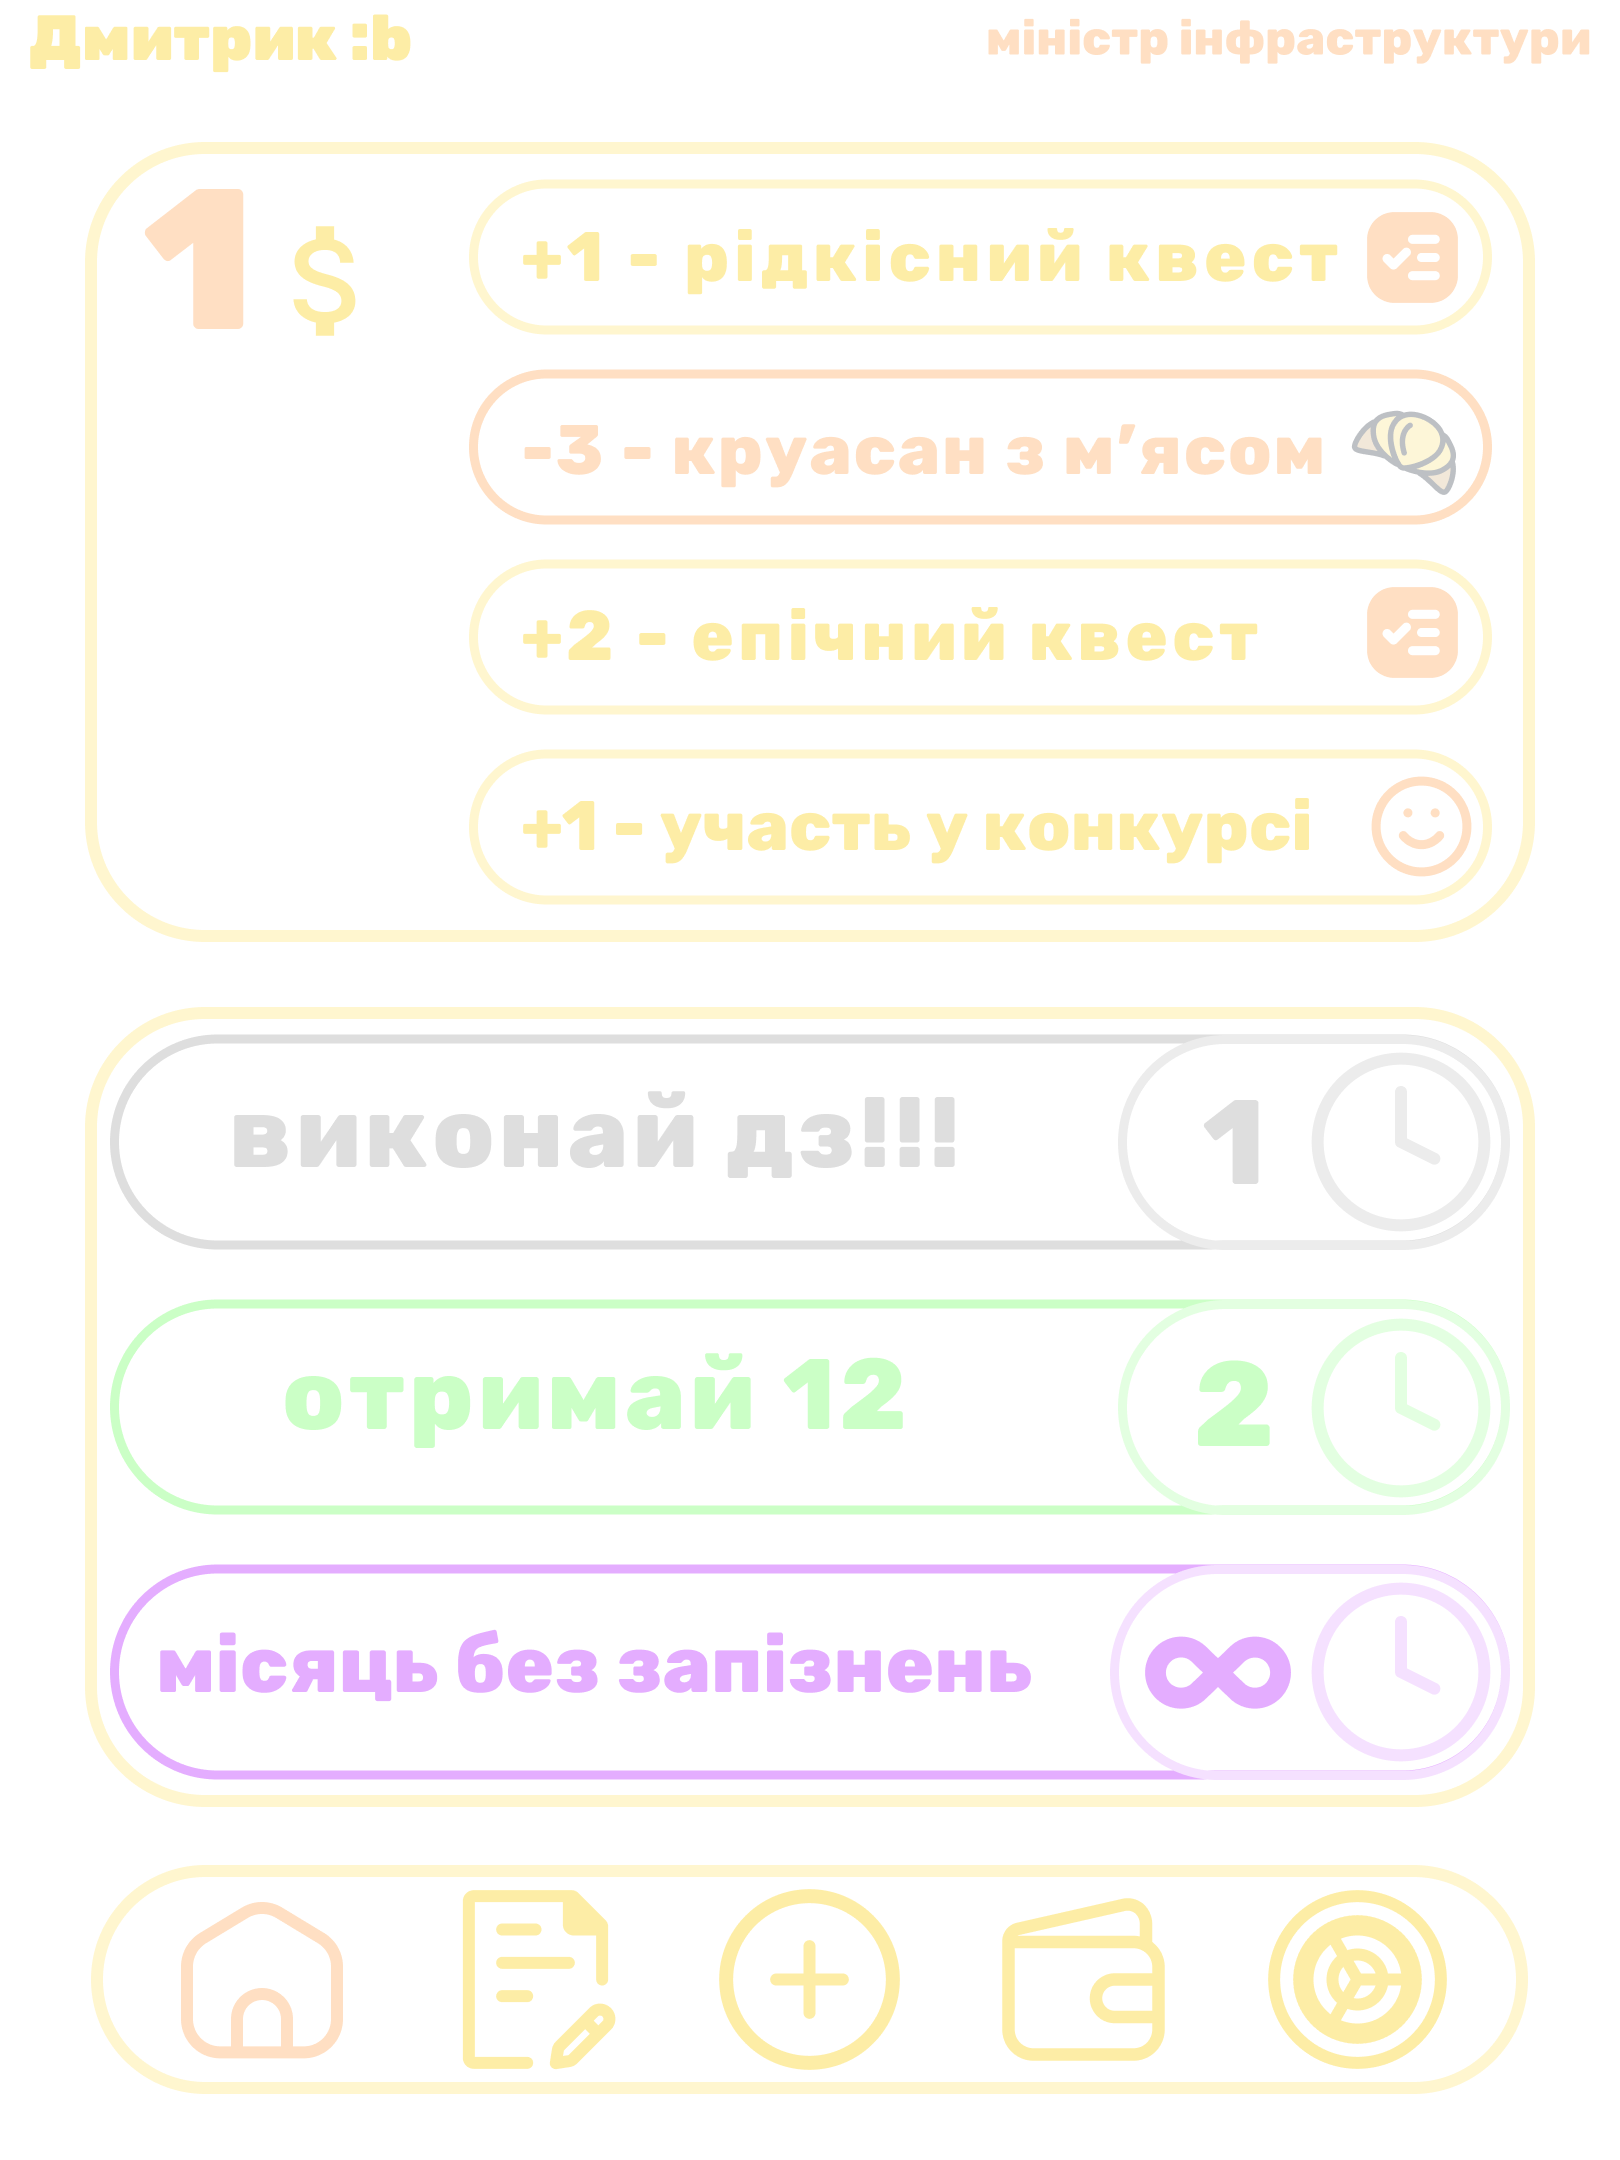 Дмитрик :b
міністр інфраструктури
1 $
+1 - рідкісний квест
-3 - круасан з м’ясом
+2 - епічний квест
+1 - участь у конкурсі
виконай дз!!! 1
отримай 12 2
місяць без запізнень ∞